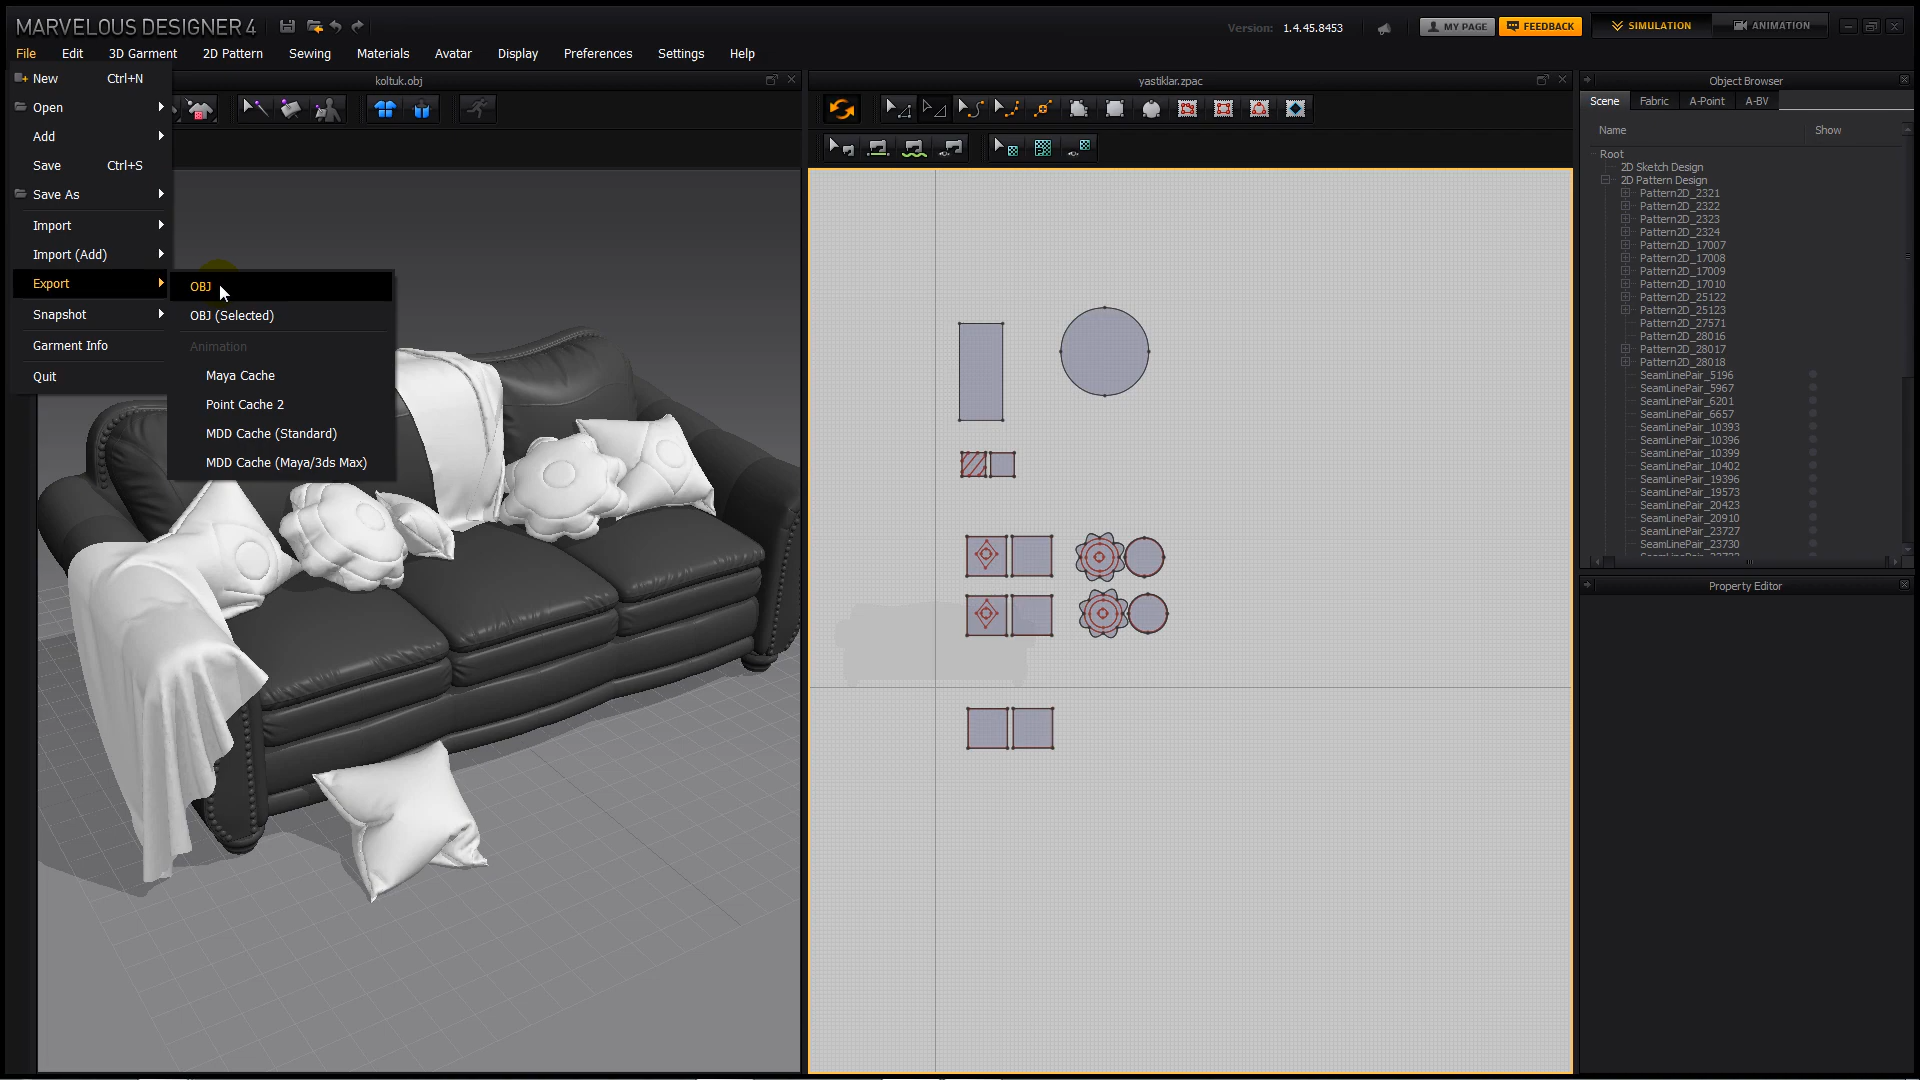 MARVELOUS DESIGNER 4
Version: 1.4.45.8453
MY PAGE
FEEDBACK
SIMULATION
ANIMATION
File Edit 3D Garment 2D Pattern Sewing Materials Avatar Display Preferences Settings Help
koltuk.obj
yastiklar.zpac
Object Browser
New Ctrl+N
Open
Add
Save Ctrl+S
Save As
Import
Import (Add)
Export
Snapshot
Garment Info
Quit
OBJ
OBJ (Selected)
Animation
Maya Cache
Point Cache 2
MDD Cache (Standard)
MDD Cache (Maya/3ds Max)
Scene Fabric A-Point A-BV
Name Show
Root
2D Sketch Design
2D Pattern Design
Pattern2D_2321
Pattern2D_2322
Pattern2D_2323
Pattern2D_2324
Pattern2D_17007
Pattern2D_17008
Pattern2D_17009
Pattern2D_17010
Pattern2D_25122
Pattern2D_25123
Pattern2D_27571
Pattern2D_28016
Pattern2D_28017
Pattern2D_28018
SeamLinePair_5196
SeamLinePair_5967
SeamLinePair_6201
SeamLinePair_6657
SeamLinePair_10393
SeamLinePair_10396
SeamLinePair_10399
SeamLinePair_10402
SeamLinePair_19396
SeamLinePair_19573
SeamLinePair_20423
SeamLinePair_20910
SeamLinePair_23727
SeamLinePair_23730
Property Editor